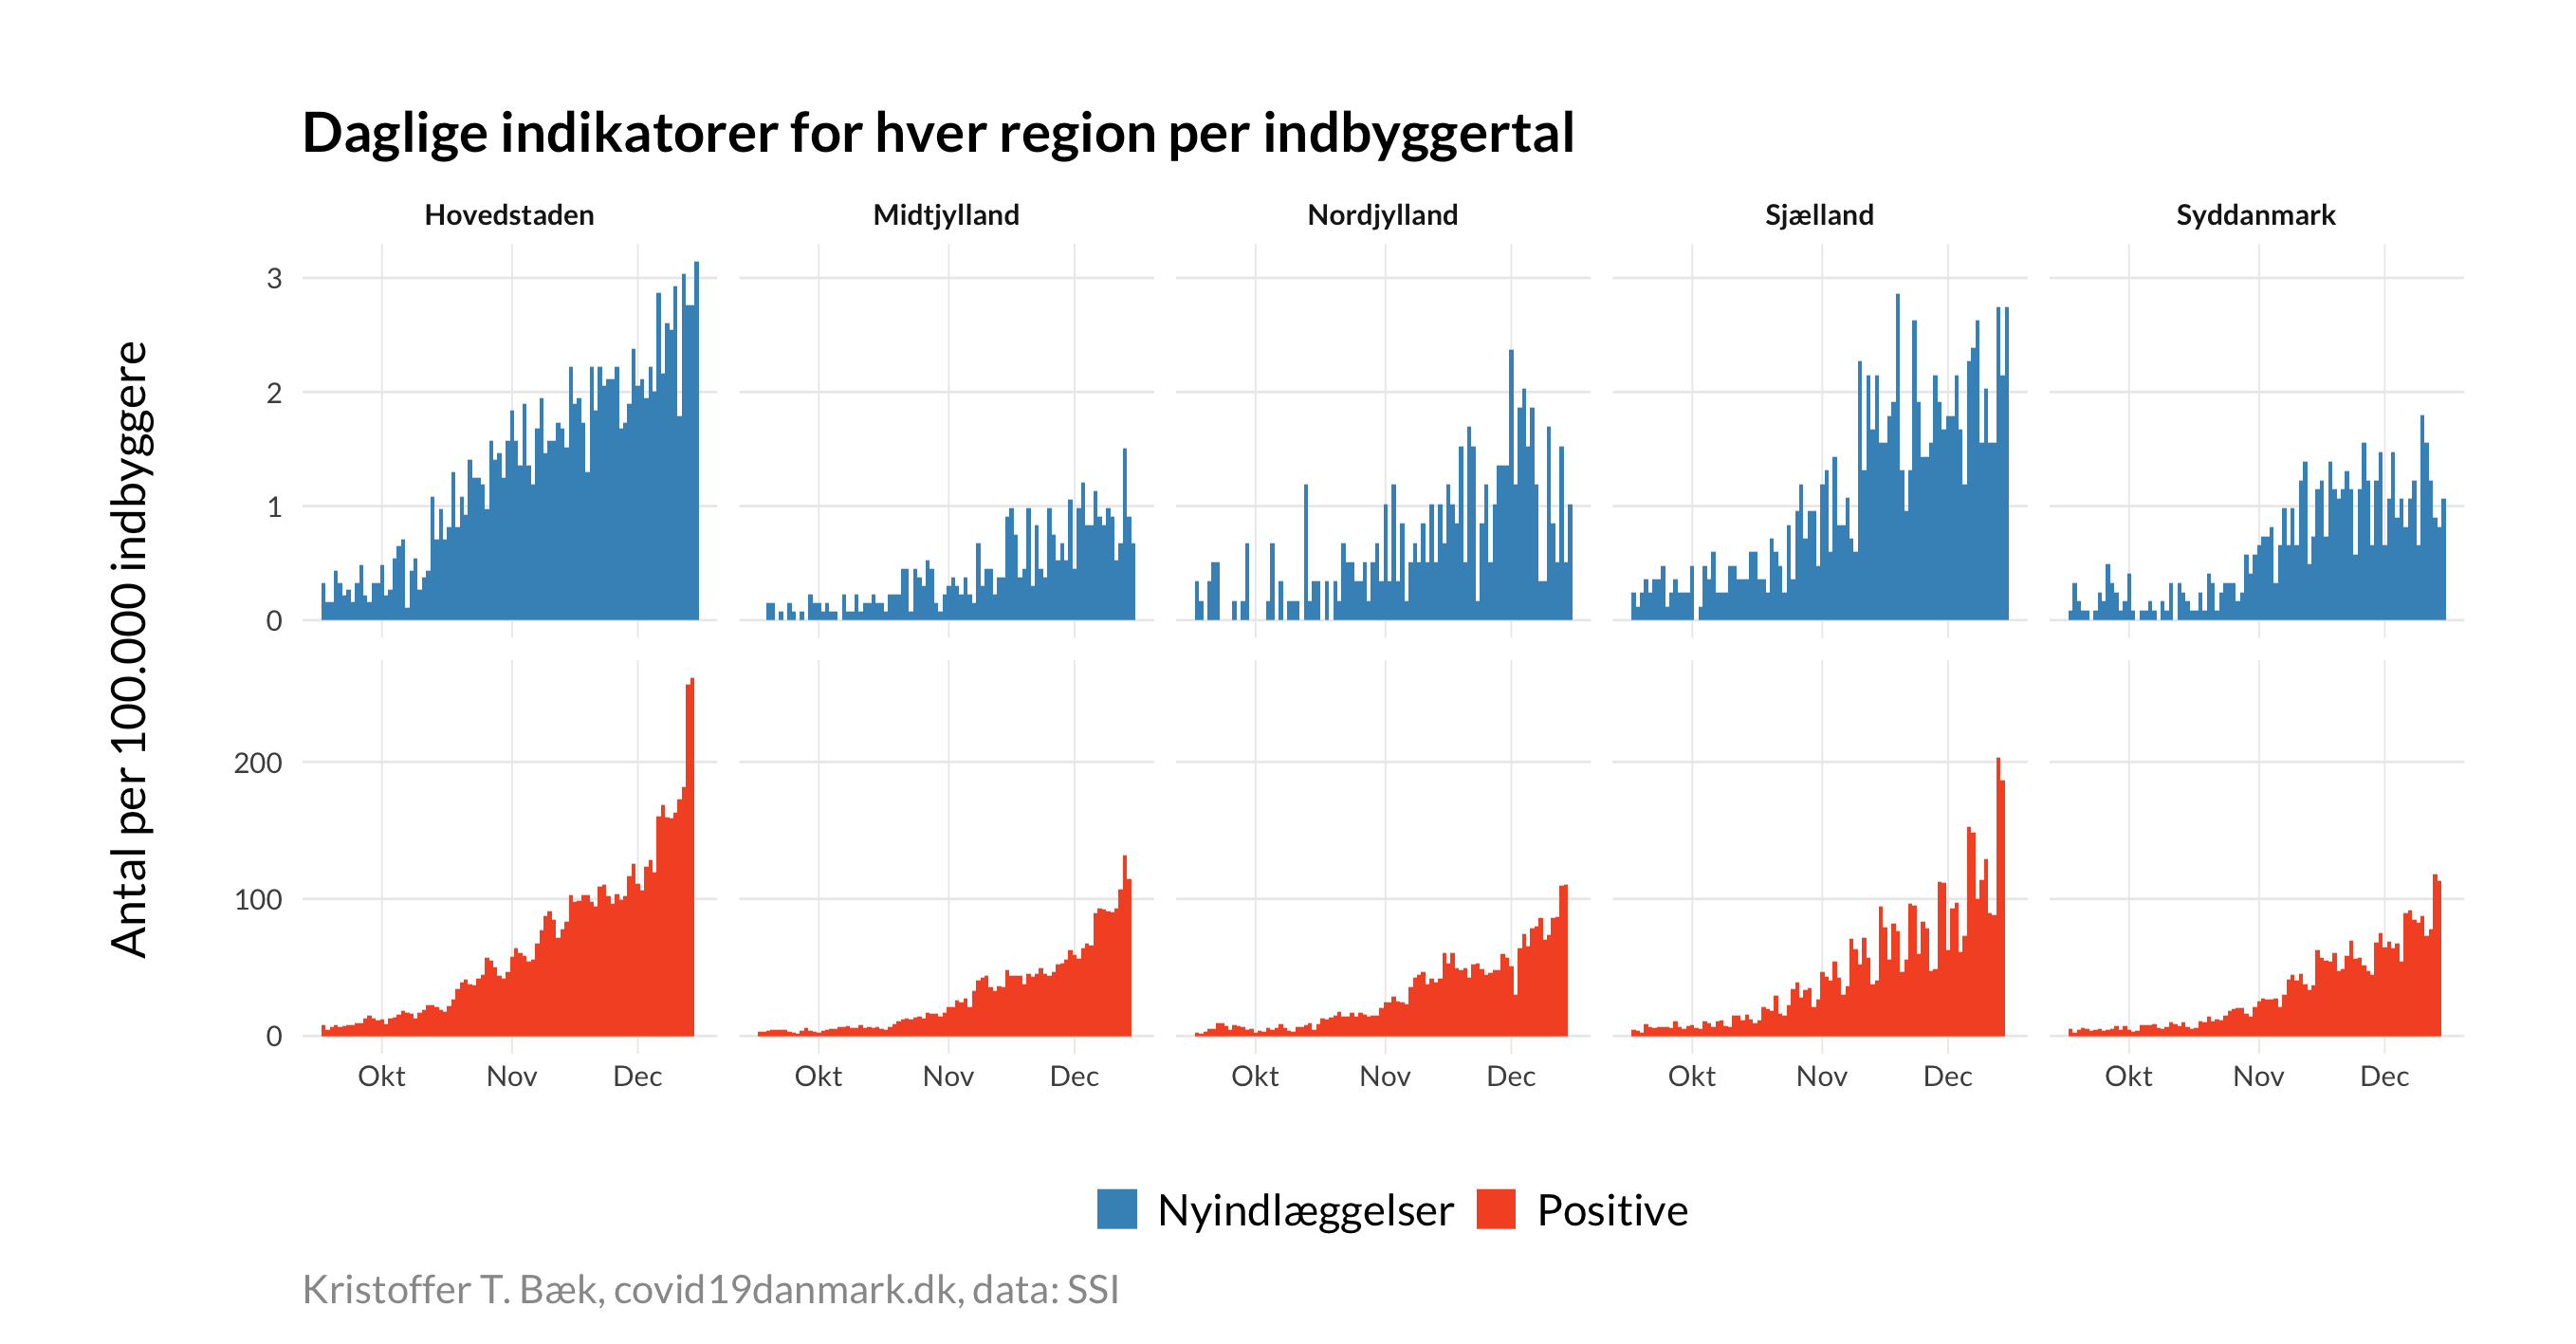 Daglige indikatorer for hver region per indbyggertal
Hovedstaden Midtjylland Nordjylland Sjælland Syddanmark
Antal per 100.000 indbyggere
3
2
1
0
200
100
0
Okt Nov Dec Okt Nov Dec Okt Nov Dec Okt Nov Dec Okt Nov Dec
Nyindlæggelser Positive
Kristoffer T. Bæk, covid19danmark.dk, data: SSI